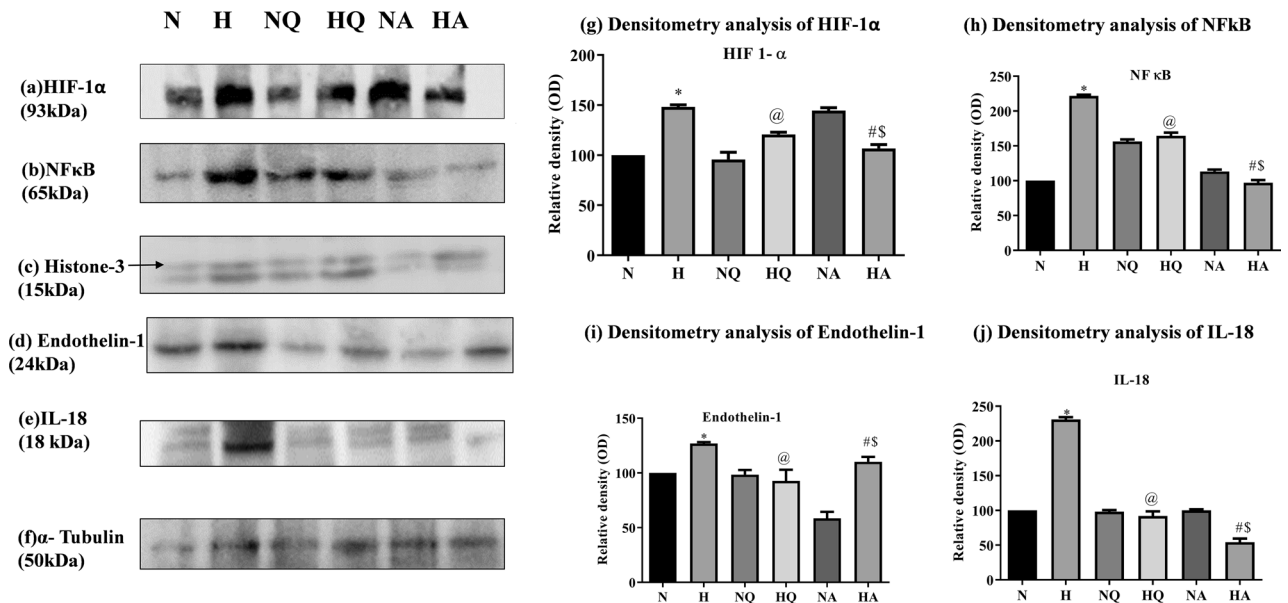 N H NQ HQ NA HA
(a)HIF-1α
(93kDa)
(b)NFκB
(65kDa)
(c) Histone-3
(15kDa)
(d) Endothelin-1
(24kDa)
(e)IL-18
(18 kDa)
(f)α- Tubulin
(50kDa)
(g) Densitometry analysis of HIF-1α
HIF 1- α
Relative density (OD)
200
150
100
50
0
*
@
#$
N H NQ HQ NA HA
(h) Densitometry analysis of NFkB
NF κB
Relative density (OD)
250
200
150
100
50
0
*
@
#$
N H NQ HQ NA HA
(i) Densitometry analysis of Endothelin-1
Endothelin-1
Relative density (OD)
150
100
50
0
*
@
#$
N H NQ HQ NA HA
(j) Densitometry analysis of IL-18
IL-18
Relative density (OD)
250
200
150
100
50
0
*
@
#$
N H NQ HQ NA HA